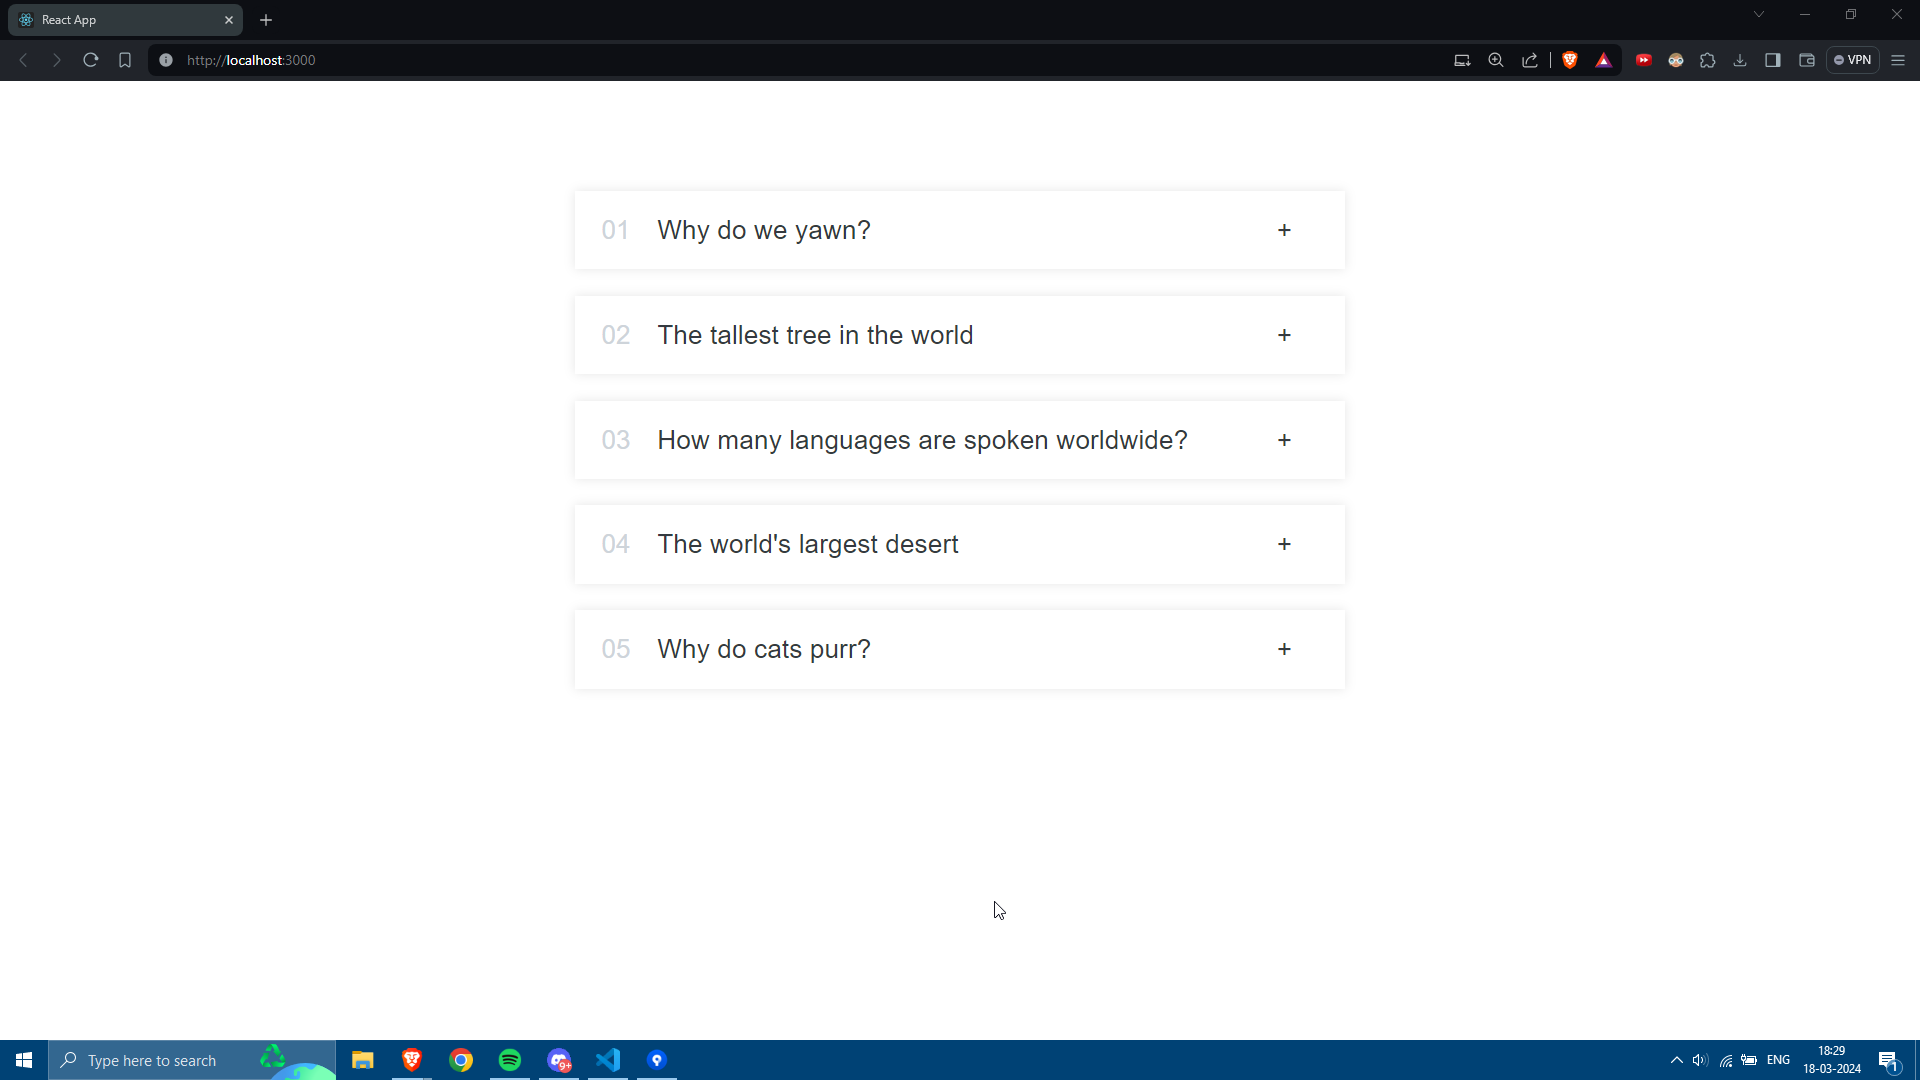 React App
http://localhost:3000
VPN
01 Why do we yawn? +
02 The tallest tree in the world +
03 How many languages are spoken worldwide? +
04 The world's largest desert +
05 Why do cats purr? +
Type here to search
9+
ENG
18:29
18-03-2024
1